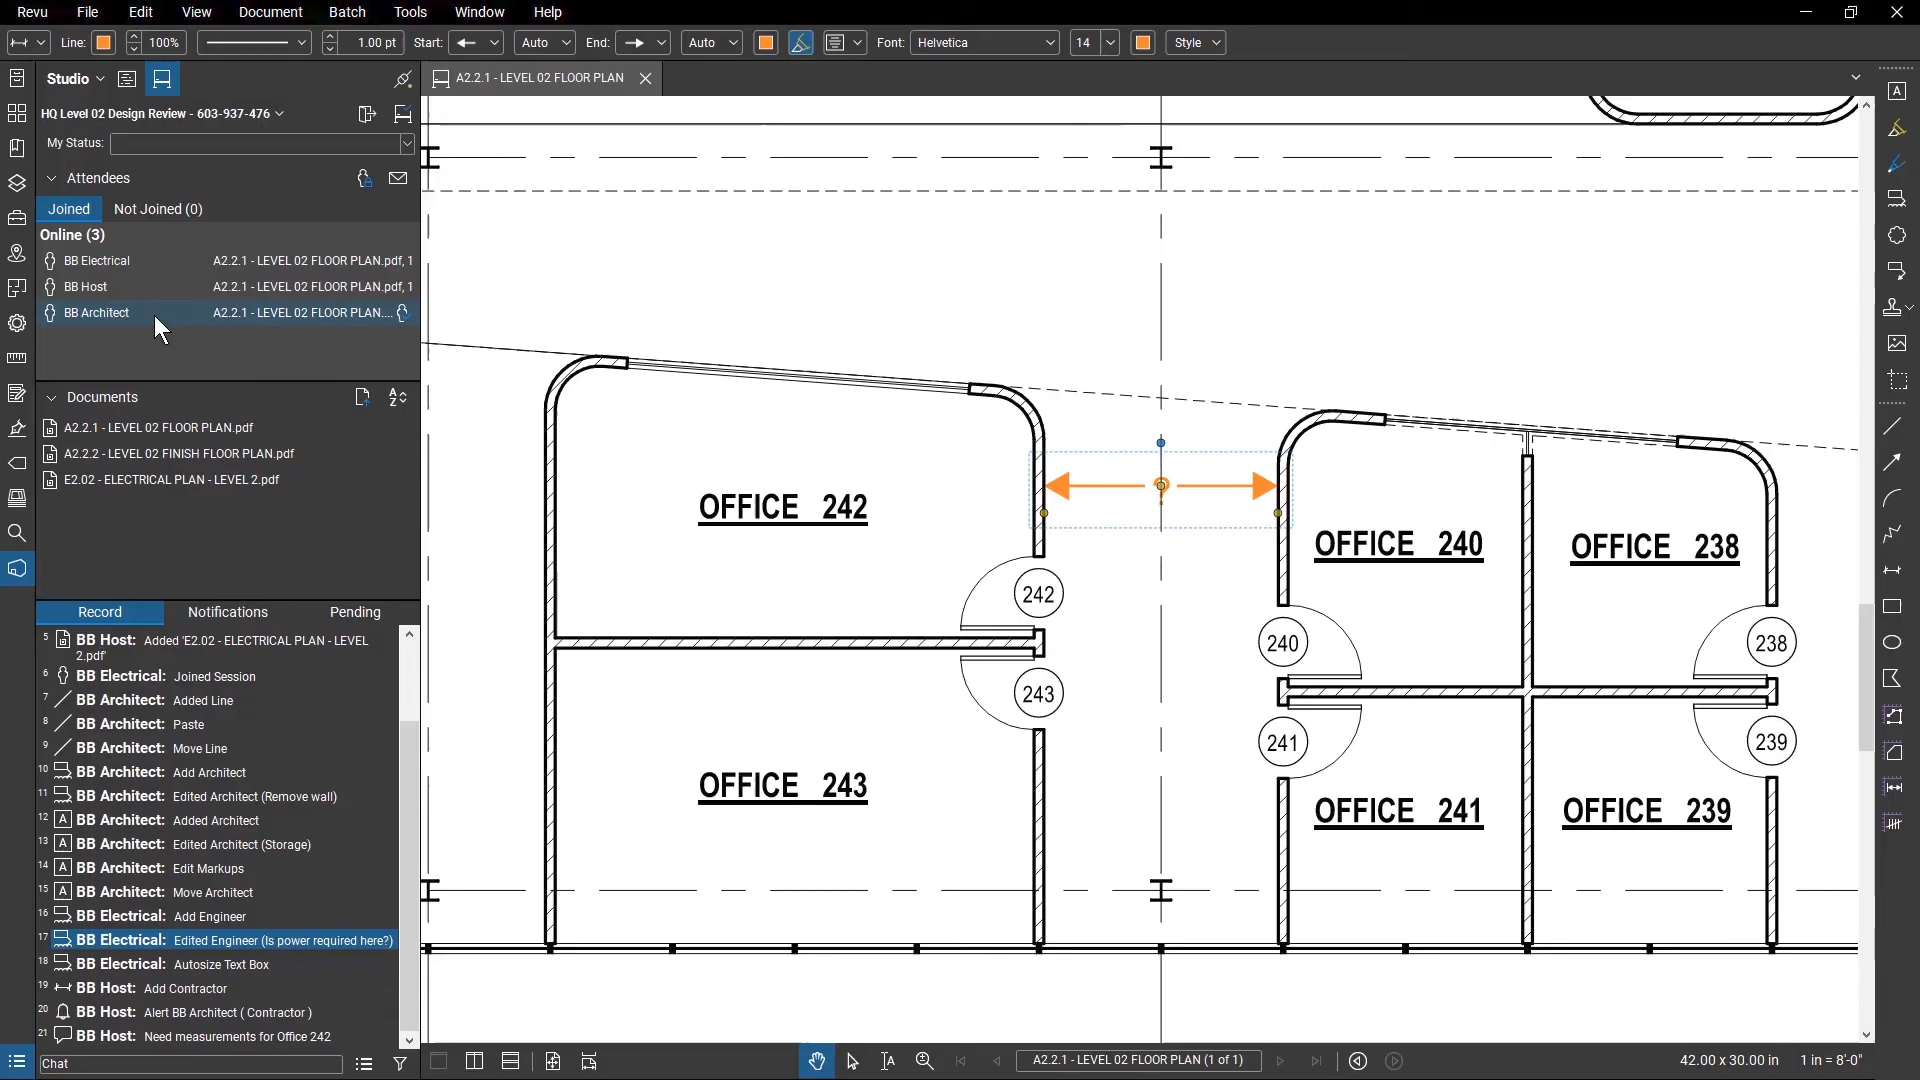 Revu File Edit View Document Batch Tools Window Help
Line: 100% 1.00 pt Start: Auto End: Auto Font: Helvetica 14 Style
Studio
A2.2.1 - LEVEL 02 FLOOR PLAN
HQ Level 02 Design Review - 603-937-476
My Status:
Attendees
Joined Not Joined (0)
Online (3)
BB Electrical A2.2.1 - LEVEL 02 FLOOR PLAN.pdf, 1
BB Host A2.2.1 - LEVEL 02 FLOOR PLAN.pdf, 1
BB Architect A2.2.1 - LEVEL 02 FLOOR PLAN....
Documents
A2.2.1 - LEVEL 02 FLOOR PLAN.pdf
A2.2.2 - LEVEL 02 FINISH FLOOR PLAN.pdf
E2.02 - ELECTRICAL PLAN - LEVEL 2.pdf
Record Notifications Pending
5 BB Host: Added 'E2.02 - ELECTRICAL PLAN - LEVEL
2.pdf'
6 BB Electrical: Joined Session
7 BB Architect: Added Line
8 BB Architect: Paste
9 BB Architect: Move Line
10 BB Architect: Add Architect
11 BB Architect: Edited Architect (Remove wall)
12 A BB Architect: Added Architect
13 A BB Architect: Edited Architect (Storage)
14 A BB Architect: Edit Markups
15 A BB Architect: Move Architect
16 BB Electrical: Add Engineer
17 BB Electrical: Edited Engineer (Is power required here?)
18 BB Electrical: Autosize Text Box
19 BB Host: Add Contractor
20 BB Host: Alert BB Architect ( Contractor )
21 BB Host: Need measurements for Office 242
Chat
?
OFFICE 242
OFFICE 240
OFFICE 238
242
240
238
243
241
239
OFFICE 243
OFFICE 241
OFFICE 239
A2.2.1 - LEVEL 02 FLOOR PLAN (1 of 1)
42.00 x 30.00 in 1 in = 8'-0"
A